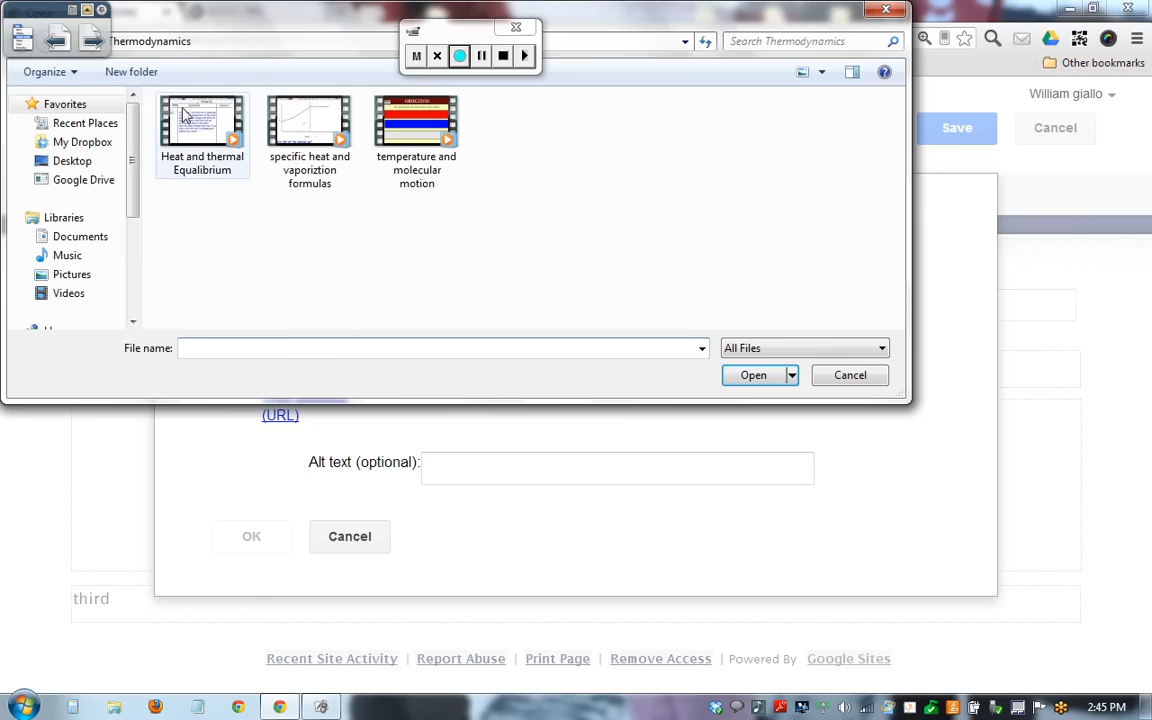 Thermodynamics
Search Thermodynamics
Organize
New folder
Other bookmarks
William giallo
Save
Cancel
Favorites
Recent Places
My Dropbox
Desktop
Google Drive
Libraries
Documents
Music
Pictures
Videos
Heat and thermal Equalibrium
specific heat and vaporiztion formulas
temperature and molecular motion
M
File name:
All Files
Open
Cancel
(URL)
Alt text (optional):
OK
Cancel
third
Recent Site Activity | Report Abuse | Print Page | Remove Access | Powered By Google Sites
2:45 PM